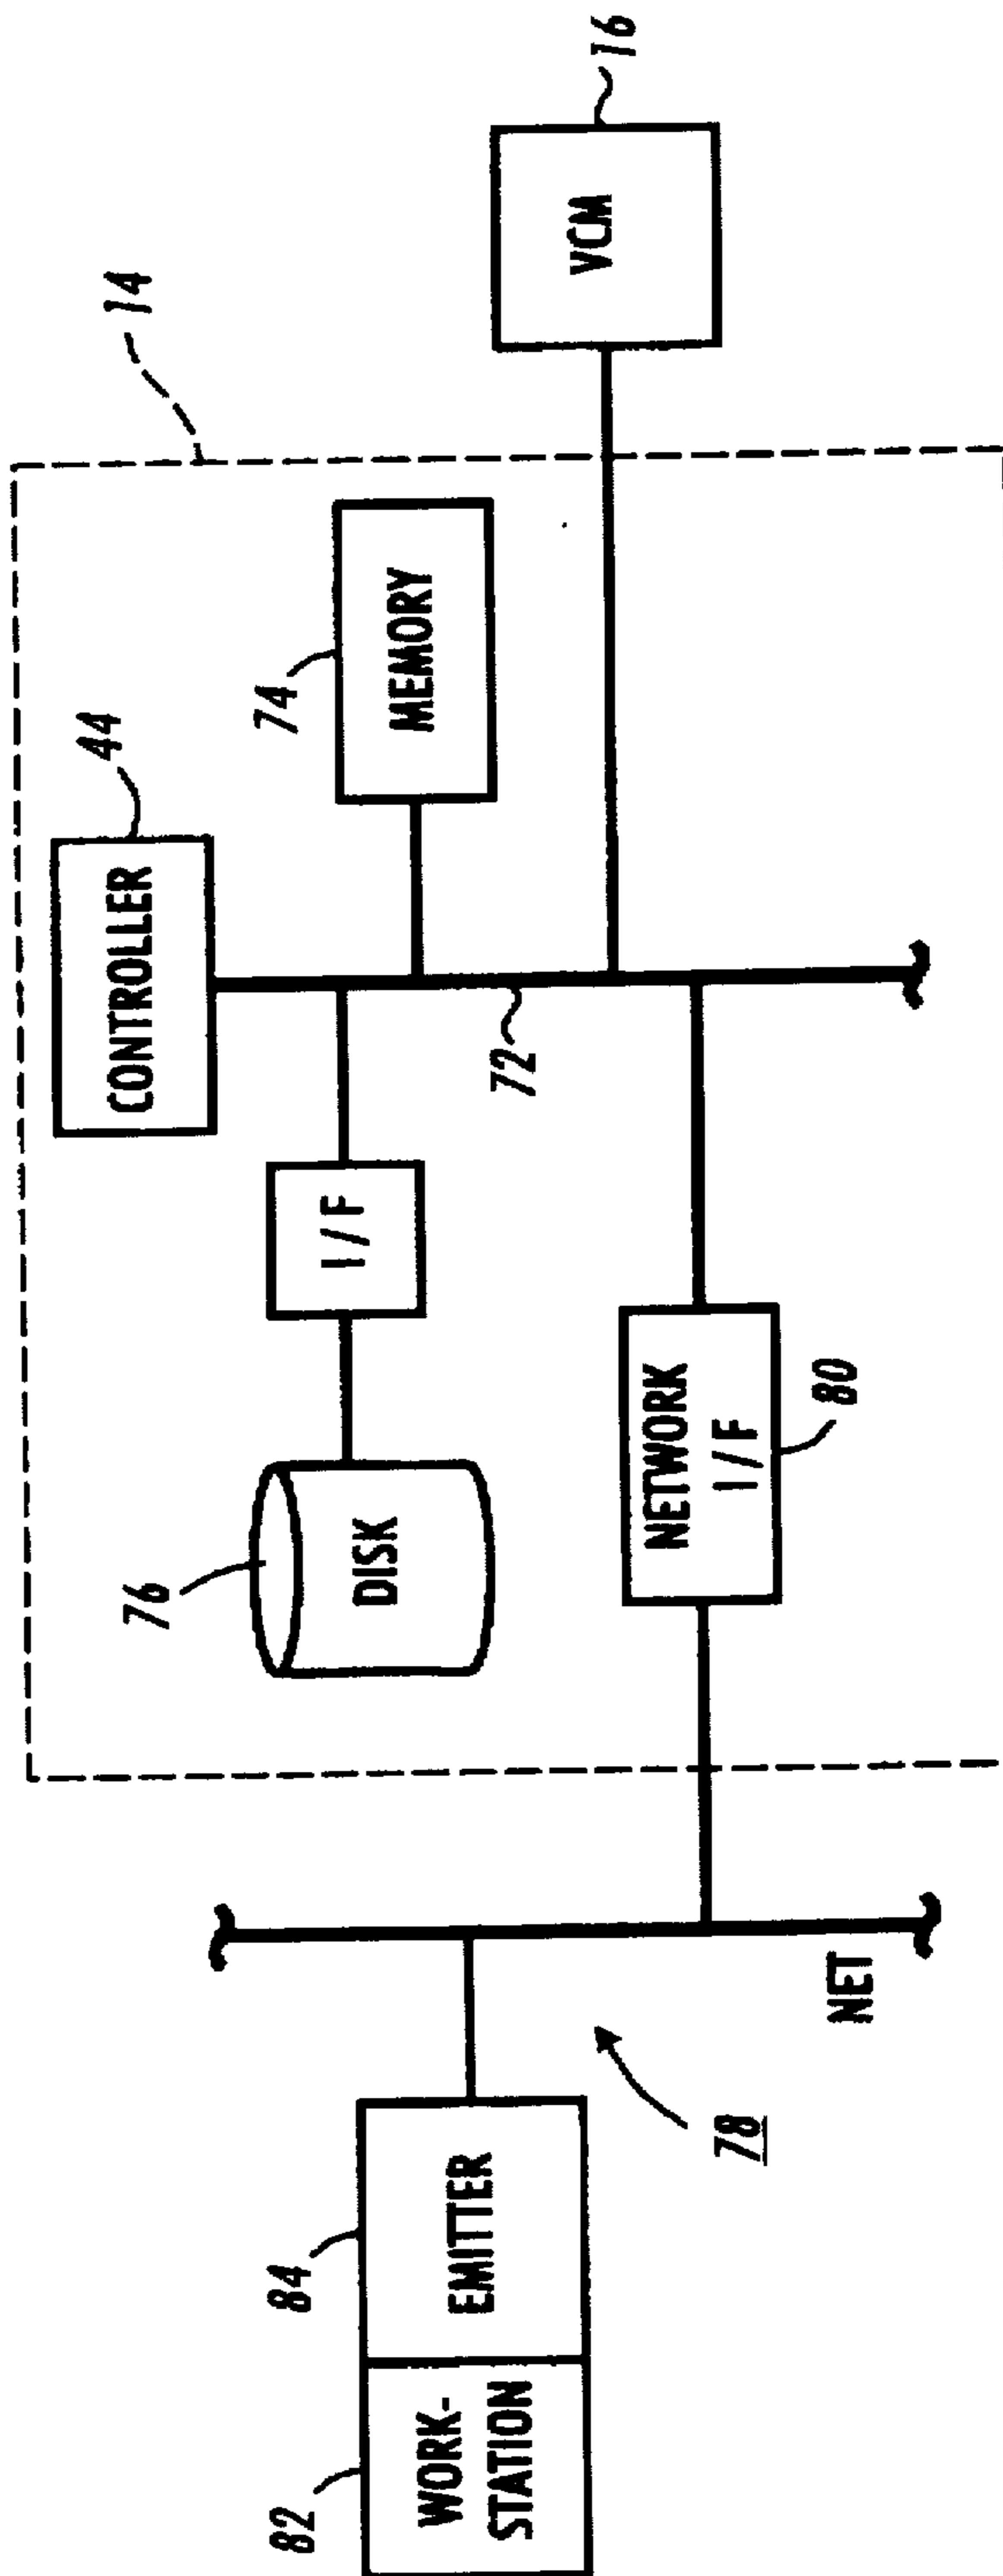 14
44
CONTROLLER
74
MEMORY
VCM
16
76
DISK
I/F
72
84
82
WORK-
STATION
EMITTER
NETWORK
I/F
80
78
NET